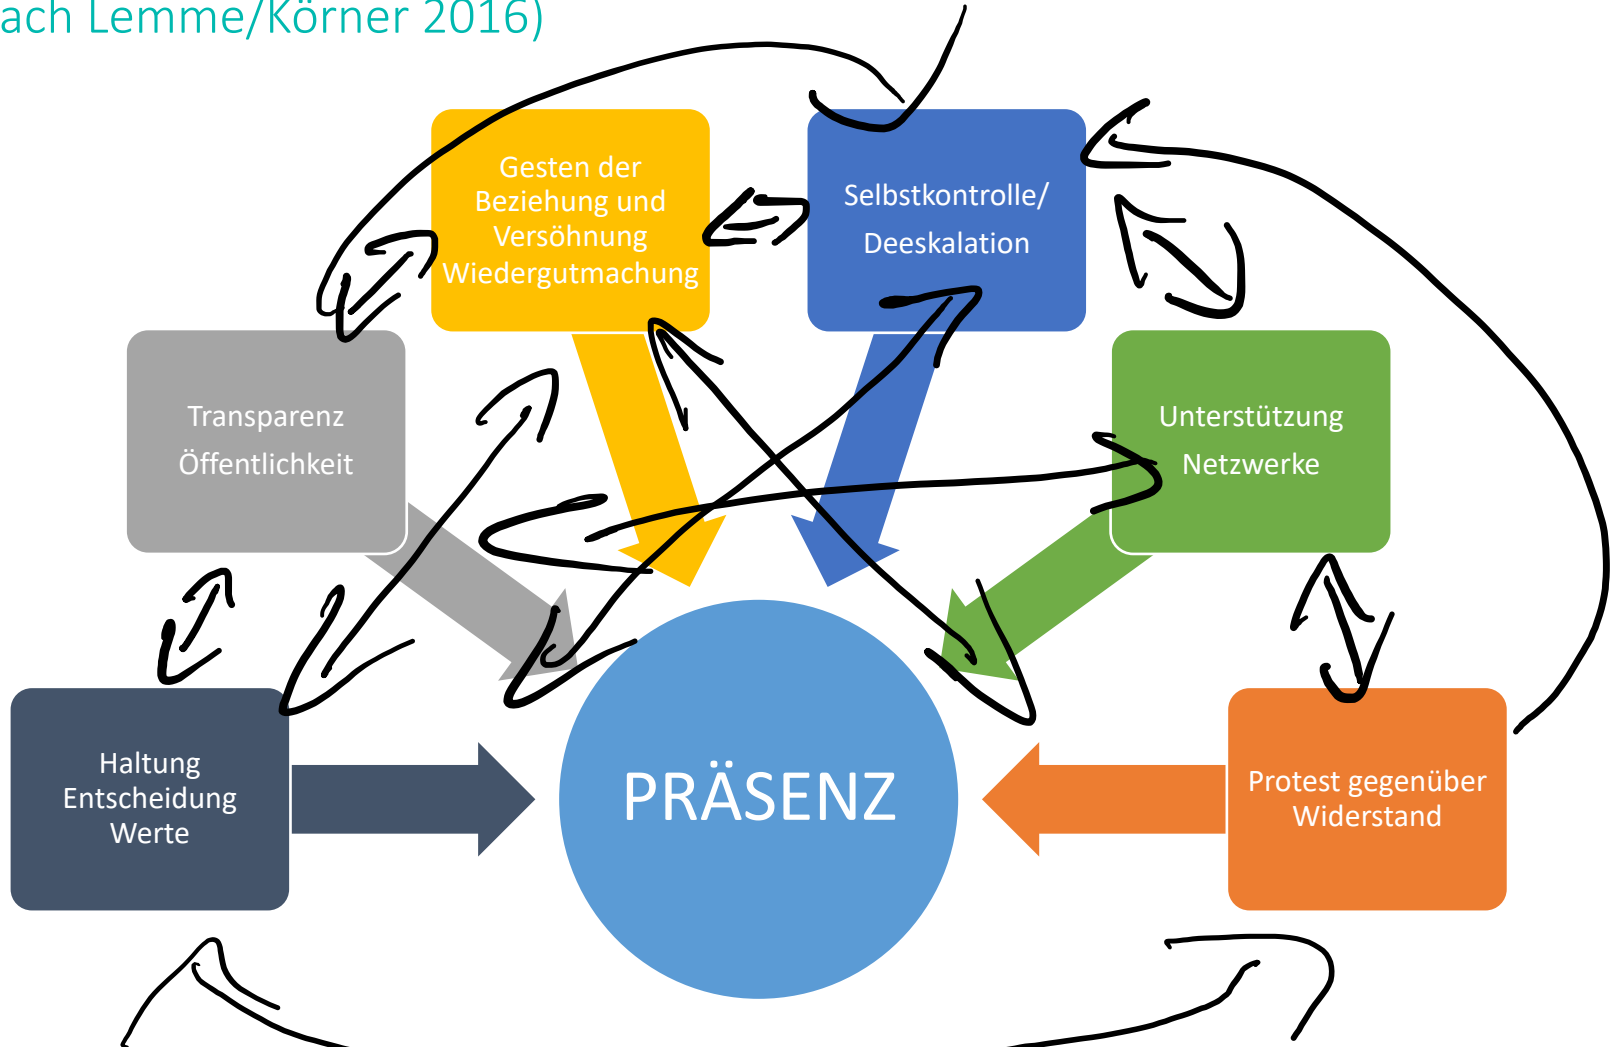 ach Lemme/Körner 2016)
Gesten der
Beziehung und
Versöhnung
Wiedergutmachung
Selbstkontrolle/
Deeskalation
Transparenz
Öffentlichkeit
Unterstützung
Netzwerke
Haltung
Entscheidung
Werte
PRÄSENZ
Protest gegenüber
Widerstand